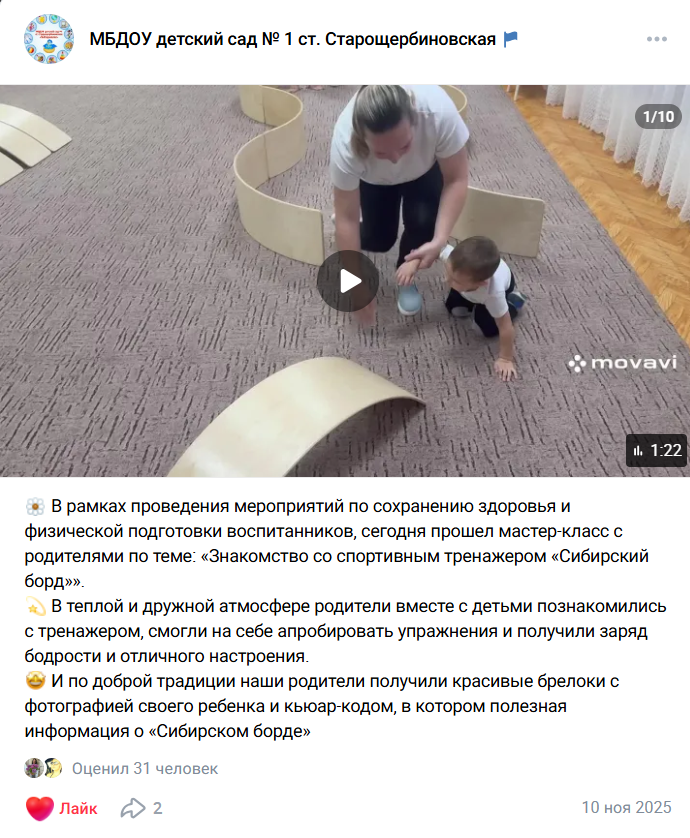 МБДОУ детский сад № 1 ст. Старощербиновская
1/10
movavi
1:22
В рамках проведения мероприятий по сохранению здоровья и
физической подготовки воспитанников, сегодня прошел мастер-класс с
родителями по теме: «Знакомство со спортивным тренажером «Сибирский
борд»».
В теплой и дружной атмосфере родители вместе с детьми познакомились
с тренажером, смогли на себе апробировать упражнения и получили заряд
бодрости и отличного настроения.
И по доброй традиции наши родители получили красивые брелоки с
фотографией своего ребенка и кьюар-кодом, в котором полезная
информация о «Сибирском борде»
Оценил 31 человек
Лайк 2
10 ноя 2025